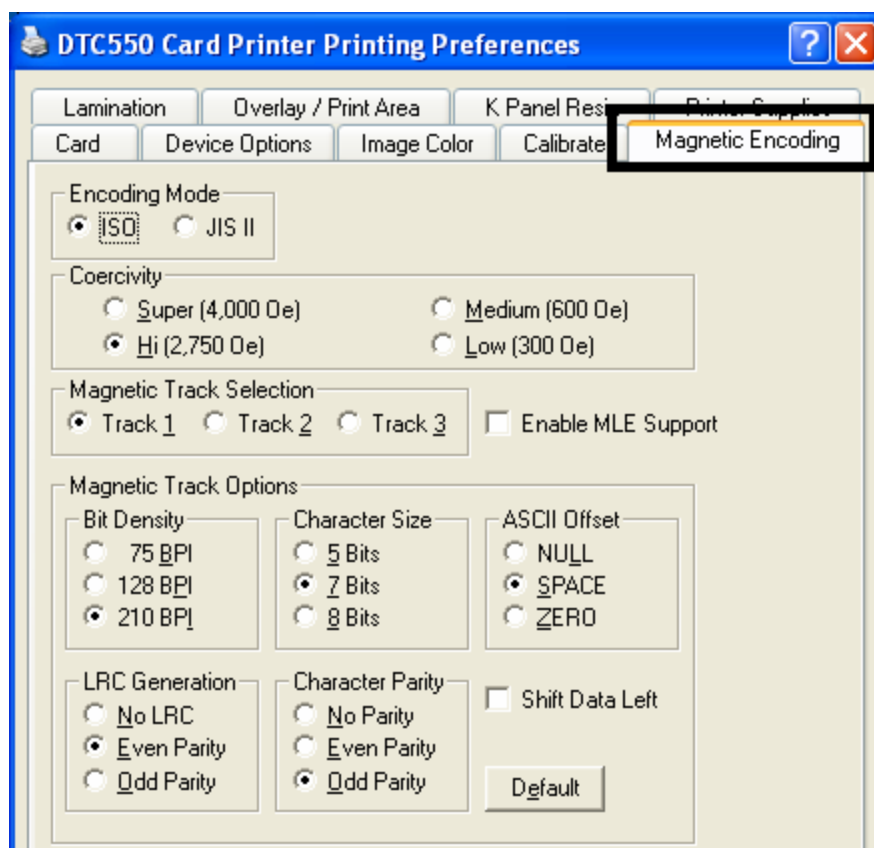 DTC550 Card Printer Printing Preferences
Lamination Overlay / Print Area K Panel Resin Printer Supplies
Card Device Options Image Color Calibrate Magnetic Encoding
Encoding Mode
ISO JIS II
Coercivity
Super (4,000 Oe) Medium (600 Oe)
Hi (2,750 Oe) Low (300 Oe)
Magnetic Track Selection
Track 1 Track 2 Track 3 Enable MLE Support
Magnetic Track Options
Bit Density Character Size ASCII Offset
75 BPI 5 Bits NULL
128 BPI 7 Bits SPACE
210 BPI 8 Bits ZERO
LRC Generation Character Parity
No LRC No Parity Shift Data Left
Even Parity Even Parity
Odd Parity Odd Parity Default